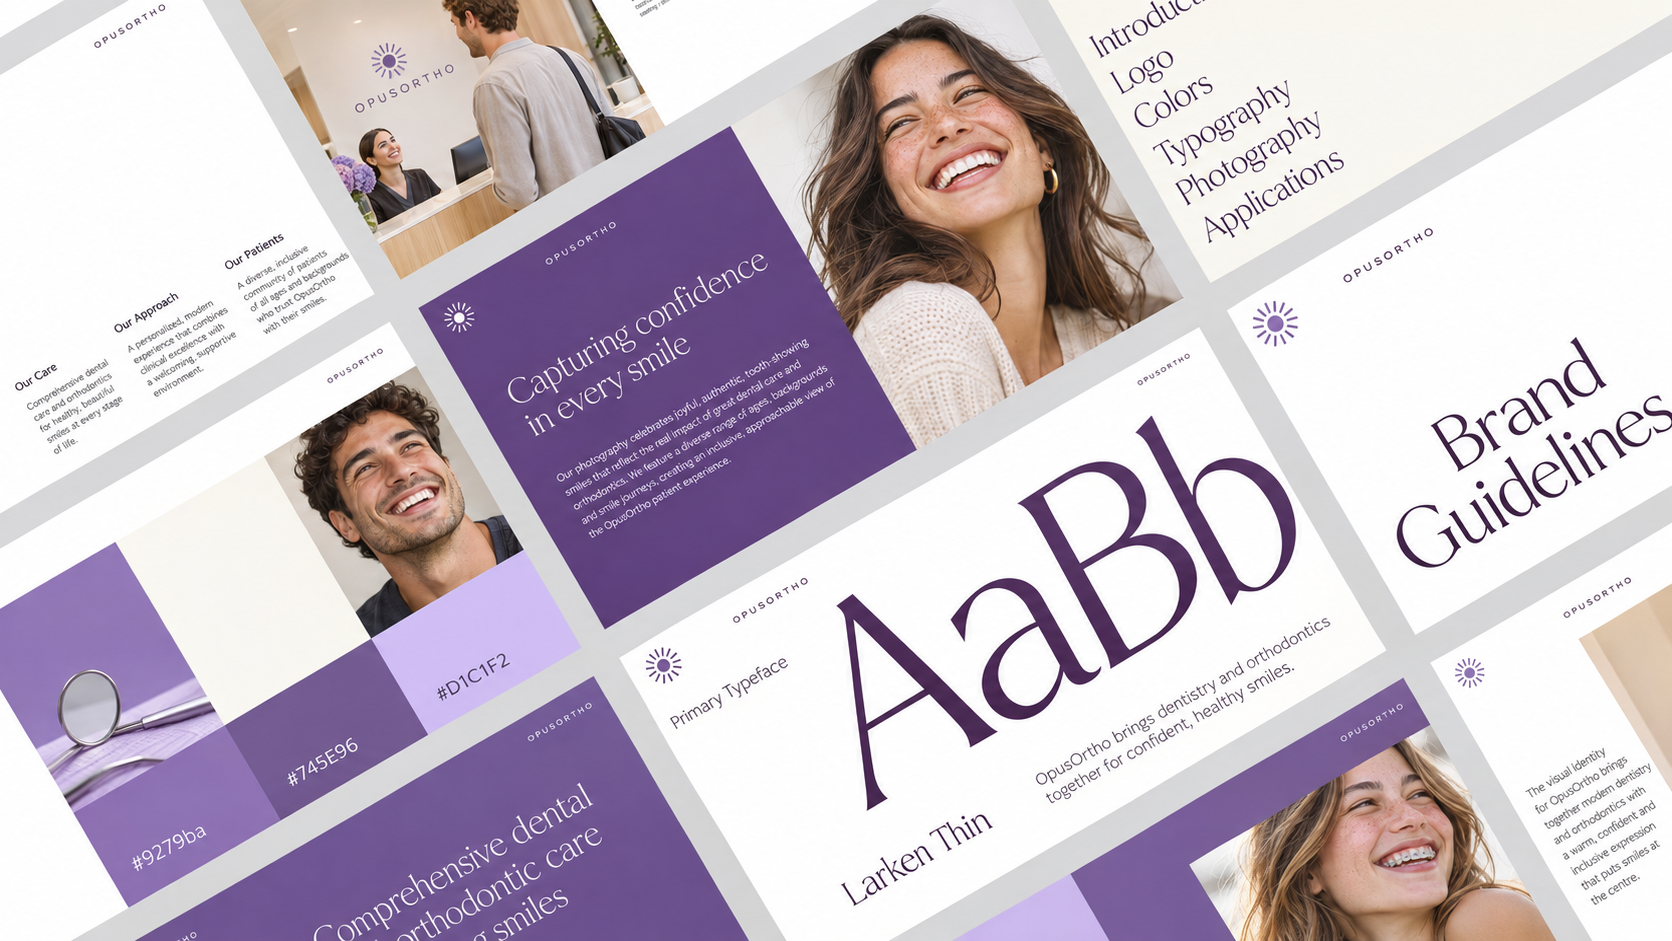 OPUSORTHO
Our Care
Comprehensive dental
care and orthodontics
for healthy, beautiful
smiles at every stage
of life.
Our Approach
A personalized, modern
experience that combines
clinical excellence with
a welcoming, supportive
environment.
Our Patients
A diverse, inclusive
community of patients
of all ages and backgrounds
who trust OpusOrtho
with their smiles.
OPUSORTHO
OPUSORTHO
Capturing confidence
in every smile
Our photography celebrates joyful, authentic, tooth-showing
smiles that reflect the real impact of great dental care and
orthodontics. We feature a diverse range of ages, backgrounds
and smile journeys, creating an inclusive, approachable view of
the OpusOrtho patient experience.
Logo
Colors
Typography
Photography
Applications
OPUSORTHO
Brand
Guidelines
OPUSORTHO
#D1C1F2
#745E96
#9279ba
OPUSORTHO
OPUSORTHO
Primary Typeface
AaBb
Larken Thin
OpusOrtho brings dentistry and orthodontics
together for confident, healthy smiles.
OPUSORTHO
Comprehensive dental
orthodontic care
smiles
OPUSORTHO
OPUSORTHO
The visual identity
for OpusOrtho brings
together modern dentistry
and orthodontics with
a warm, confident and
inclusive expression
that puts smiles at
the centre.